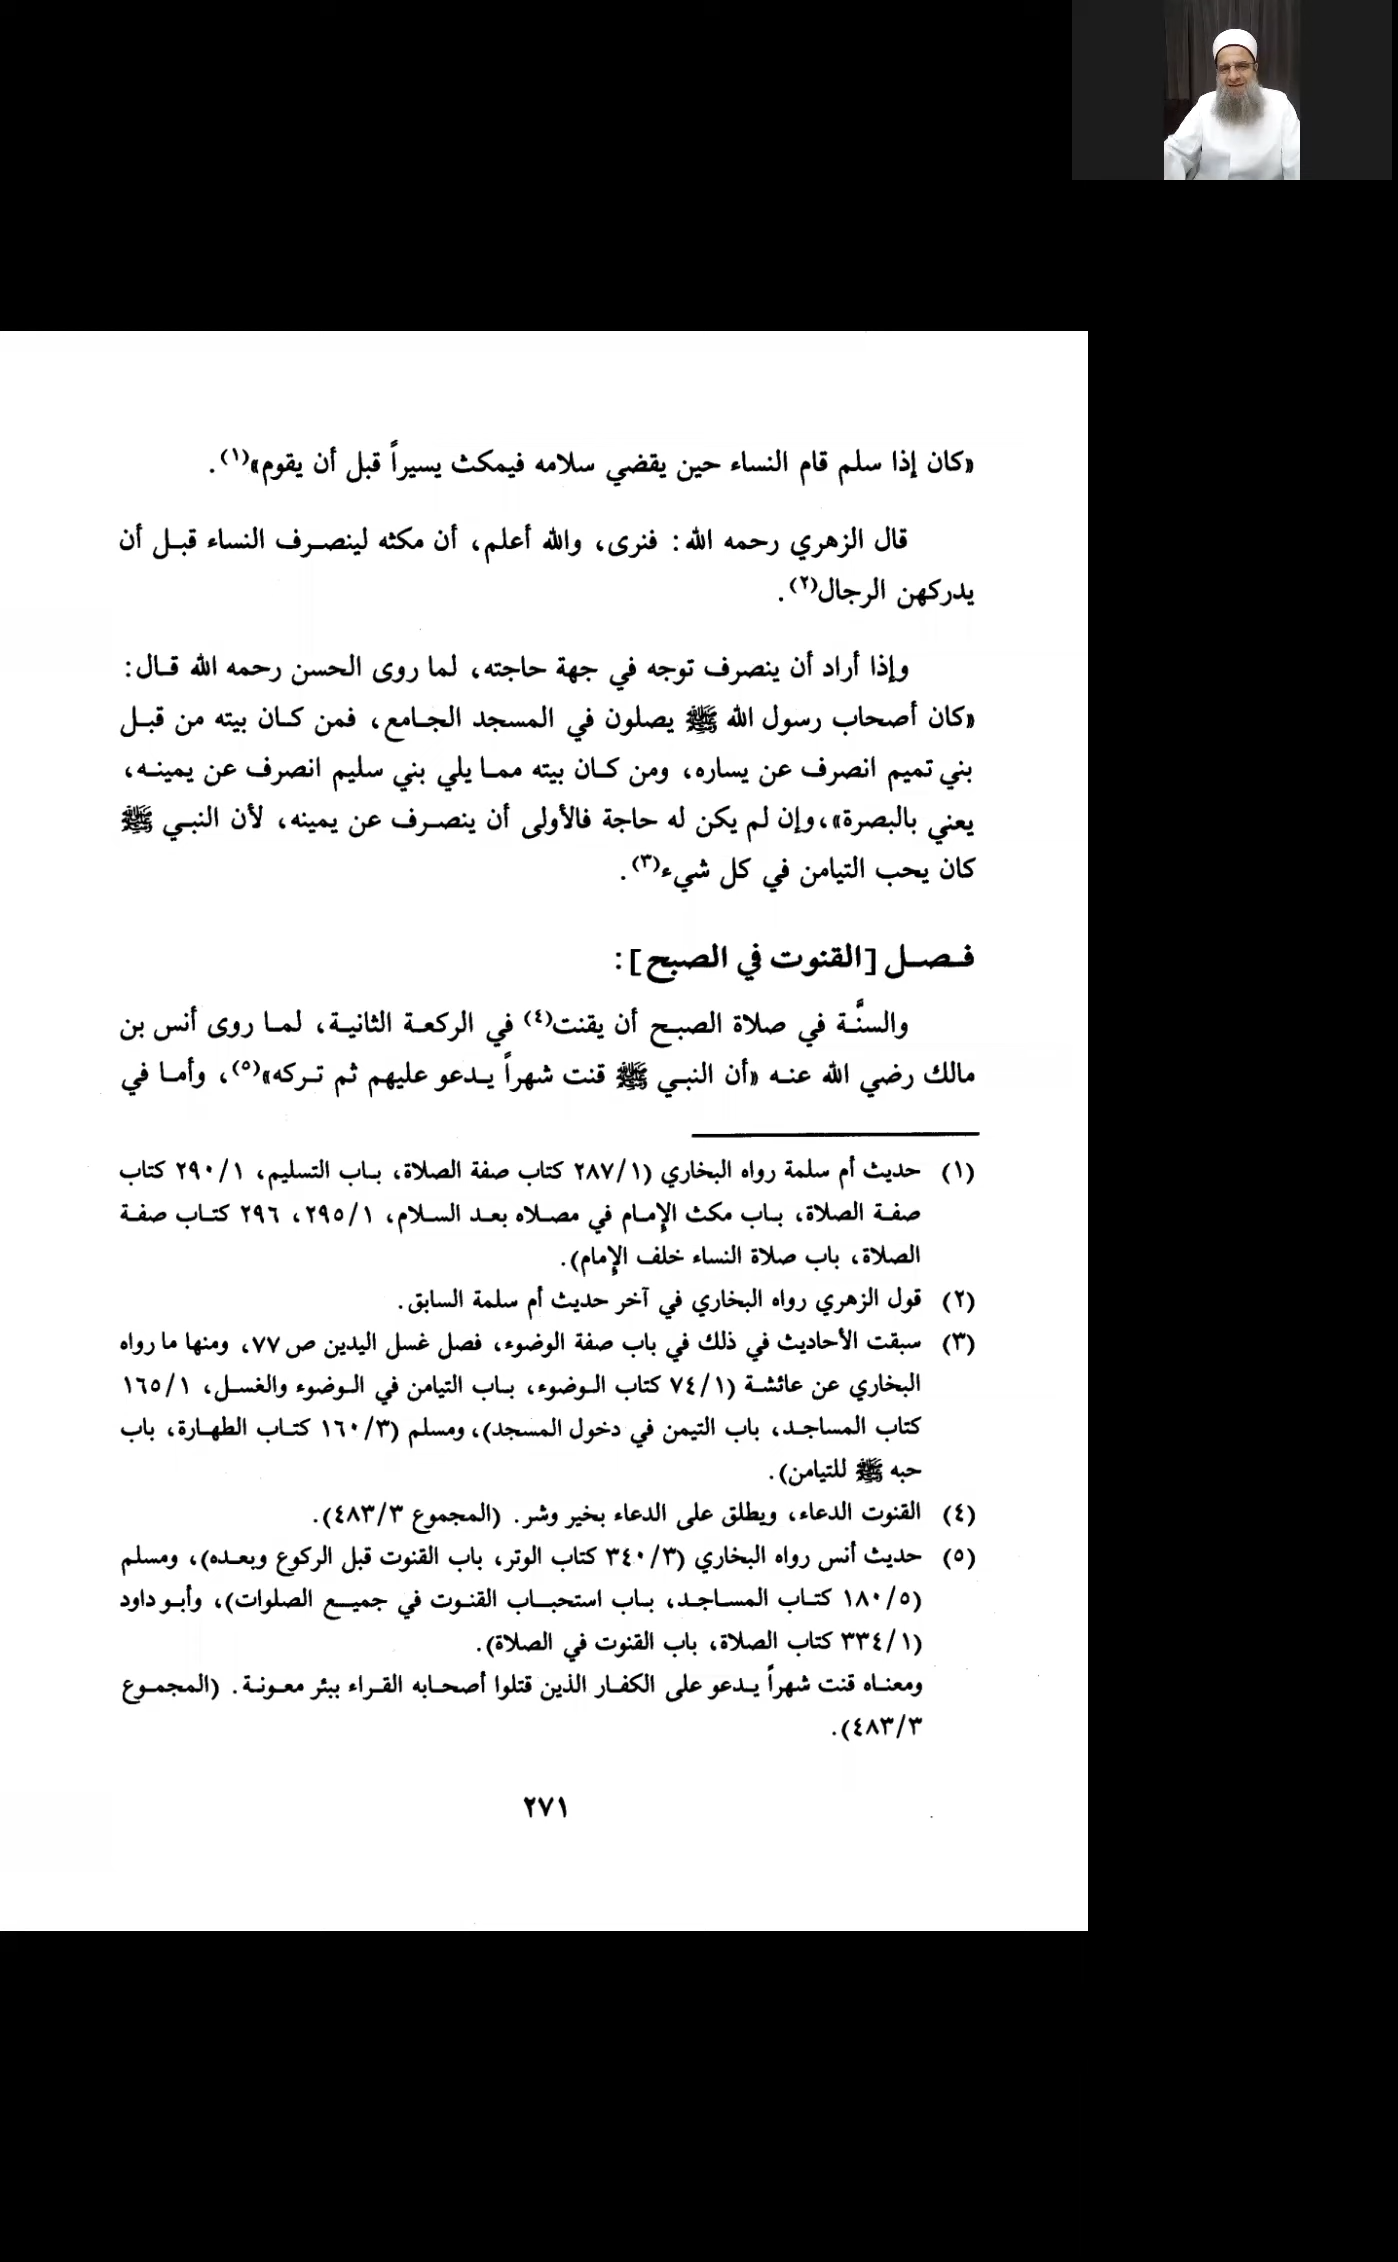 «كان إذا سلم قام النساء حين يقضي سلامه فيمكث يسيراً قبل أن يقوم»(١).
قال الزهري رحمه الله: فنرى، والله أعلم، أن مكثه لينصرف النساء قبل أن
يدركهن الرجال(٢).
وإذا أراد أن ينصرف توجه في جهة حاجته، لما روى الحسن رحمه الله قال:
«كان أصحاب رسول الله ﷺ يصلون في المسجد الجامع، فمن كان بيته من قبل
بني تميم انصرف عن يساره، ومن كان بيته مما يلي بني سليم انصرف عن يمينه،
يعني بالبصرة»، وإن لم يكن له حاجة فالأولى أن ينصرف عن يمينه، لأن النبي ﷺ
كان يحب التيامن في كل شيء(٣).
فصل [القنوت في الصبح]:
والسنَّة في صلاة الصبح أن يقنت(٤) في الركعة الثانية، لما روى أنس بن
مالك رضي الله عنه «أن النبي ﷺ قنت شهراً يدعو عليهم ثم تركه»(٥)، وأما في
(١) حديث أم سلمة رواه البخاري (٢٨٧/١ كتاب صفة الصلاة، باب التسليم، ٢٩٠/١ كتاب
صفة الصلاة، باب مكث الإمام في مصلاه بعد السلام، ٢٩٥/١، ٢٩٦ كتاب صفة
الصلاة، باب صلاة النساء خلف الإمام).
(٢) قول الزهري رواه البخاري في آخر حديث أم سلمة السابق.
(٣) سبقت الأحاديث في ذلك في باب صفة الوضوء، فصل غسل اليدين ص ٧٧، ومنها ما رواه
البخاري عن عائشة (٧٤/١ كتاب الوضوء، باب التيامن في الوضوء والغسل، ١٦٥/١
كتاب المساجد، باب التيمن في دخول المسجد)، ومسلم (١٦٠/٣ كتاب الطهارة، باب
حبه ﷺ للتيامن).
(٤) القنوت الدعاء، ويطلق على الدعاء بخير وشر. (المجموع ٤٨٣/٣).
(٥) حديث أنس رواه البخاري (٣٤٠/٣ كتاب الوتر، باب القنوت قبل الركوع وبعده)، ومسلم
(١٨٠/٥ كتاب المساجد، باب استحباب القنوت في جميع الصلوات)، وأبو داود
(٣٣٤/١ كتاب الصلاة، باب القنوت في الصلاة).
ومعناه قنت شهراً يدعو على الكفار الذين قتلوا أصحابه القراء ببئر معونة. (المجموع
٤٨٣/٣).
٢٧١